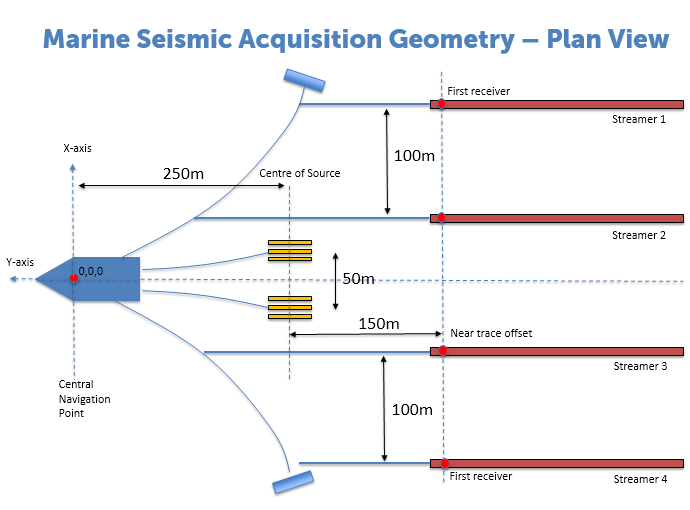 Marine Seismic Acquisition Geometry – Plan View
First receiver
Streamer 1
100m
X-axis
250m
Centre of Source
Streamer 2
Y-axis
0,0,0
50m
150m
Near trace offset
Streamer 3
Central
Navigation
Point
100m
First receiver
Streamer 4